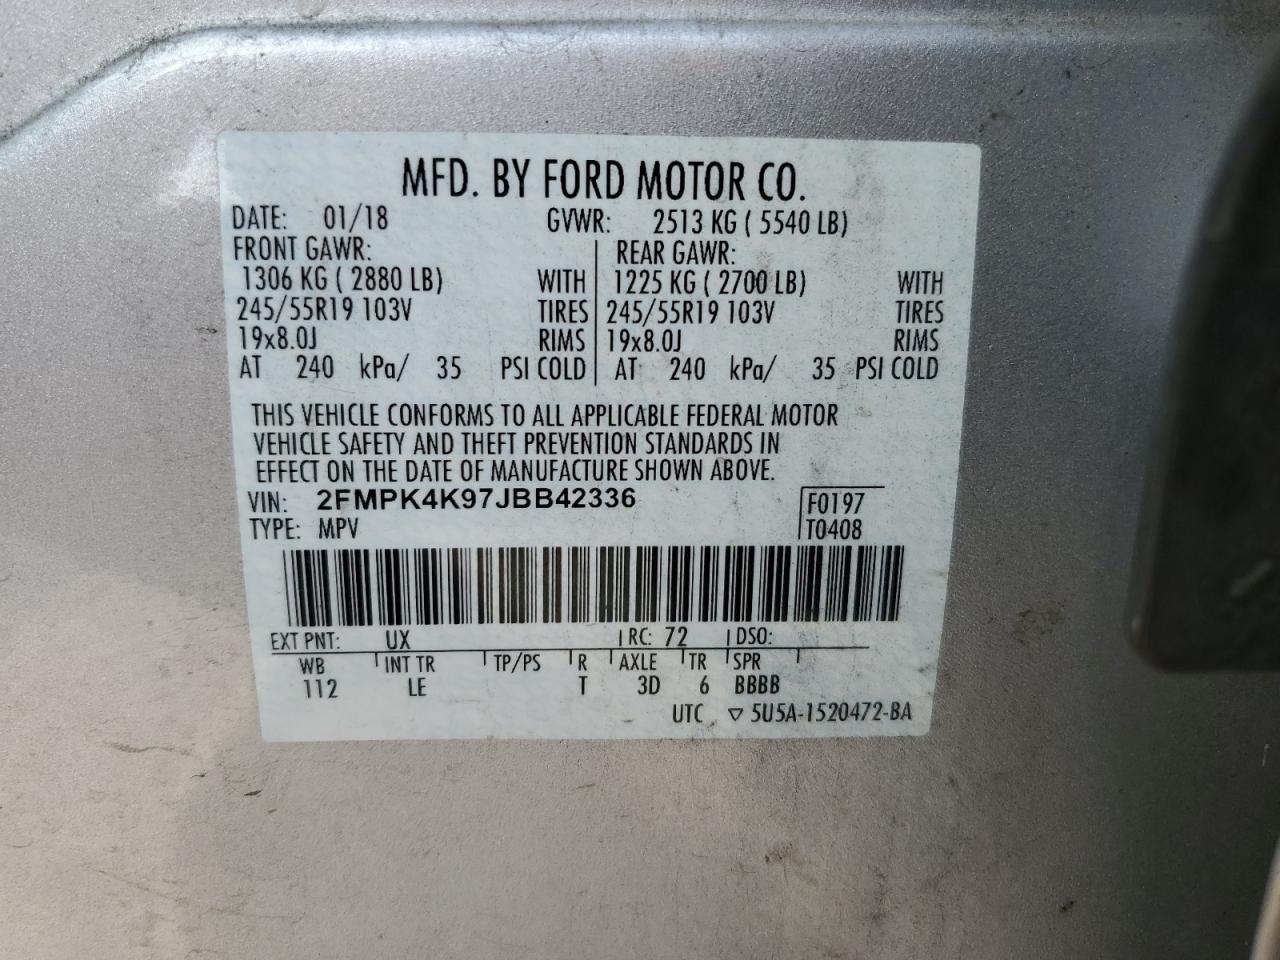 MFD. BY FORD MOTOR CO.
DATE: 01/18 GVWR: 2513 KG ( 5540 LB)
FRONT GAWR: REAR GAWR:
1306 KG ( 2880 LB) WITH 1225 KG ( 2700 LB) WITH
245/55R19 103V TIRES 245/55R19 103V TIRES
19x8.0J RIMS 19x8.0J RIMS
AT 240 kPa/ 35 PSI COLD AT 240 kPa/ 35 PSI COLD
THIS VEHICLE CONFORMS TO ALL APPLICABLE FEDERAL MOTOR
VEHICLE SAFETY AND THEFT PREVENTION STANDARDS IN
EFFECT ON THE DATE OF MANUFACTURE SHOWN ABOVE.
VIN: 2FMPK4K97JBB42336 F0197
TYPE: MPV T0408
EXT PNT: UX RC: 72 DSO:
WB INT TR TP/PS R AXLE TR SPR
112 LE T 3D 6 BBBB
UTC ▽ 5U5A-1520472-BA